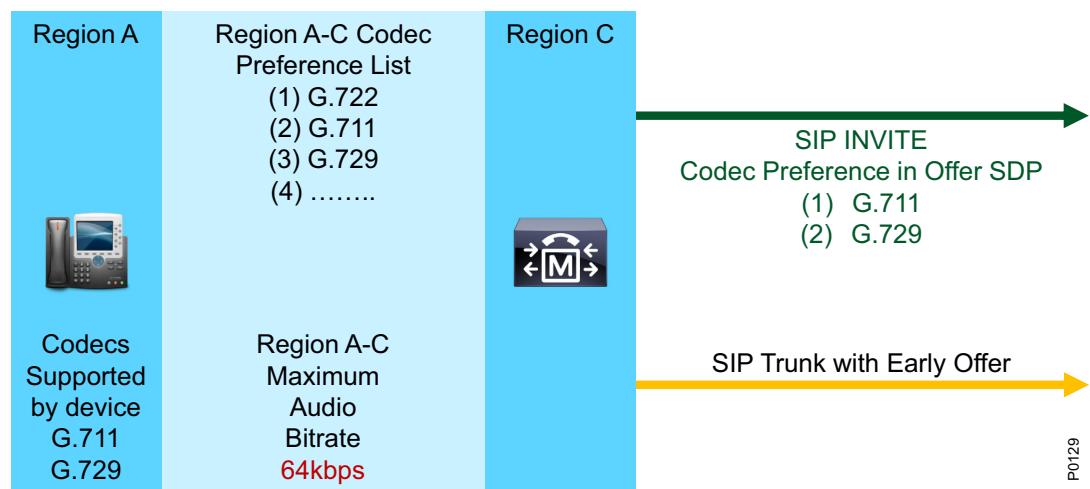 Region A
Region A-C Codec
Preference List
(1) G.722
(2) G.711
(3) G.729
(4) ……..
Region C
SIP INVITE
Codec Preference in Offer SDP
(1) G.711
(2) G.729
M
Codecs
Supported
by device
G.711
G.729
Region A-C
Maximum
Audio
Bitrate
64kbps
SIP Trunk with Early Offer
P0129